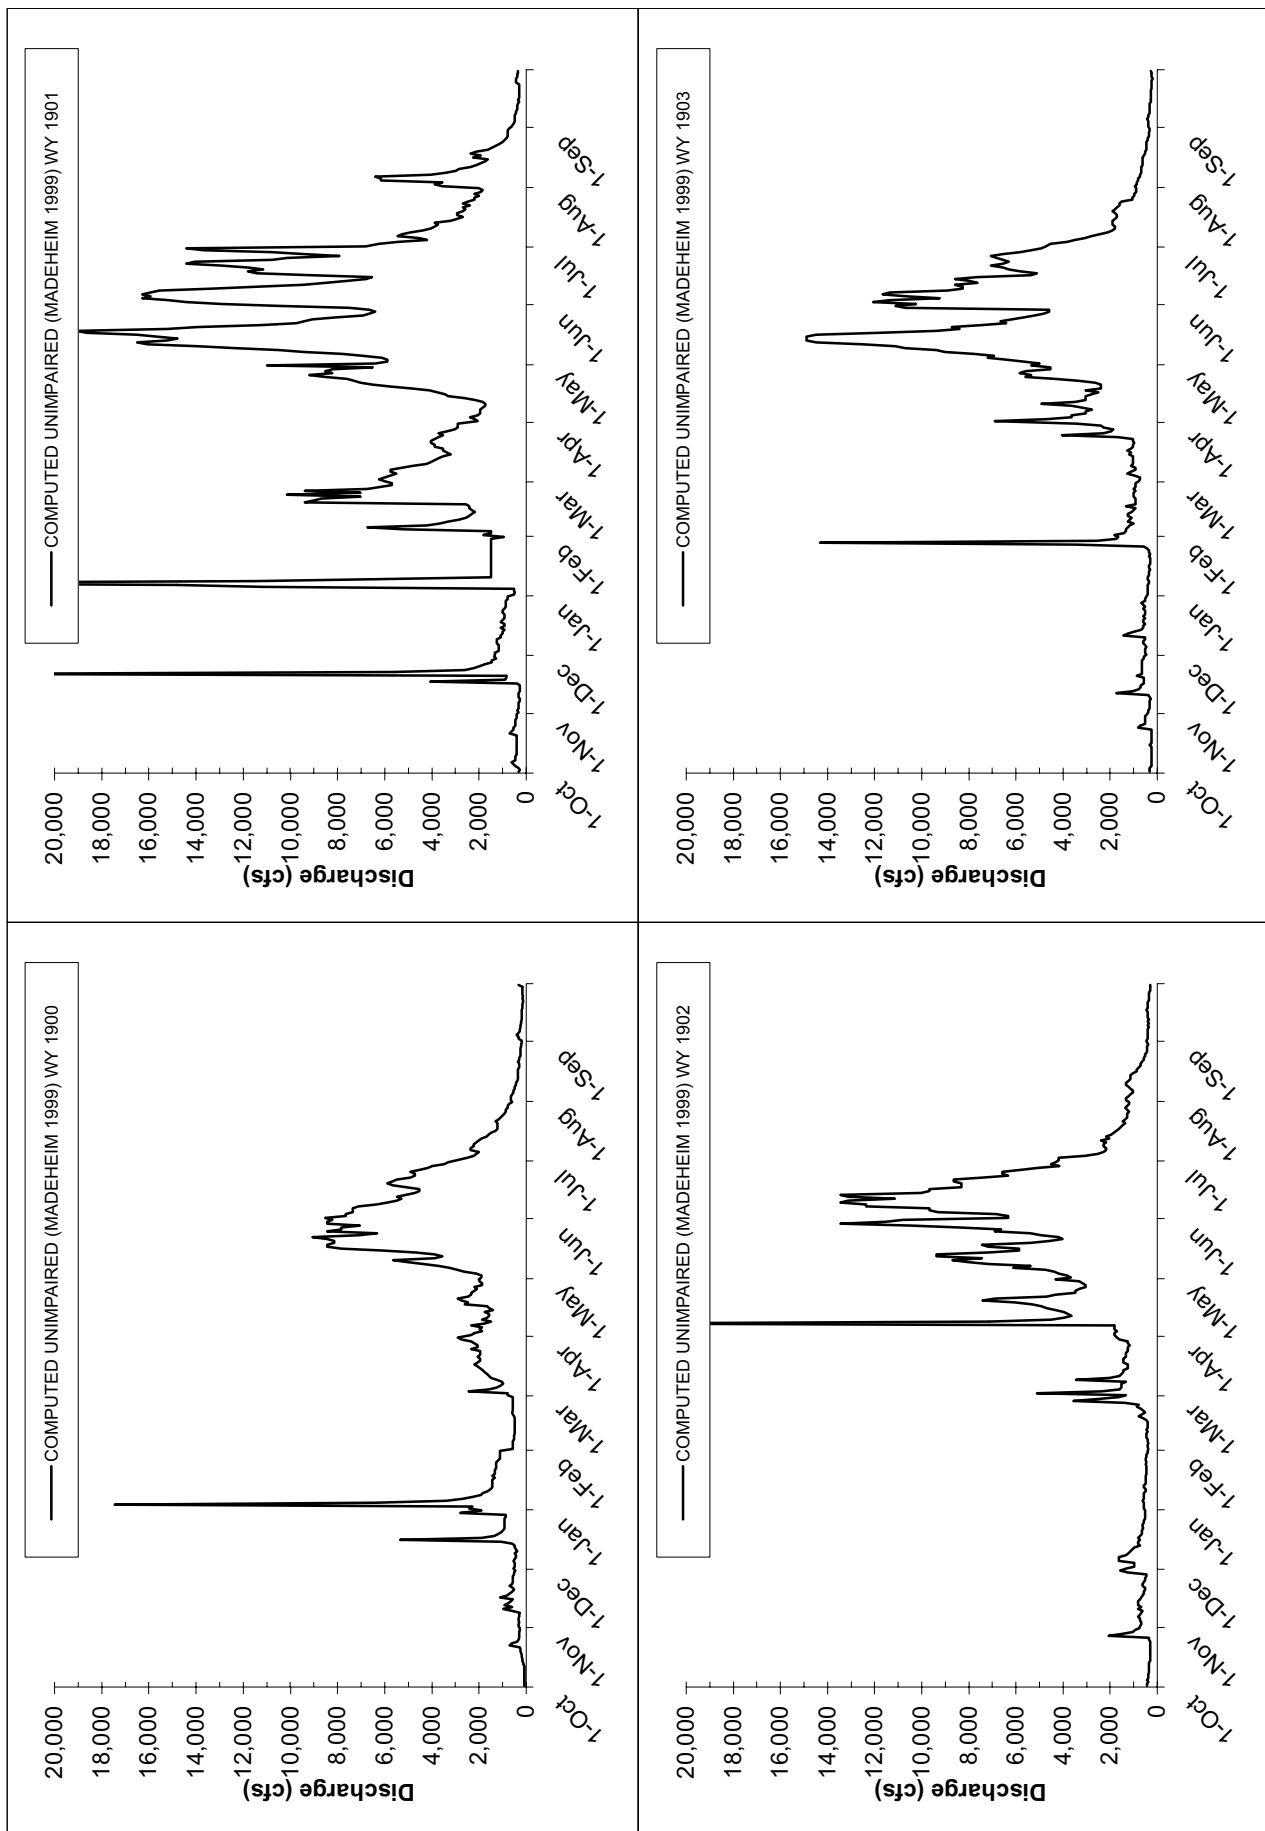 COMPUTED UNIMPAIRED (MADEHEIM 1999) WY 1900
20,000
18,000
16,000
14,000
12,000
10,000
8,000
6,000
4,000
2,000
0
Discharge (cfs)
1-Oct
1-Nov
1-Dec
1-Jan
1-Feb
1-Mar
1-Apr
1-May
1-Jun
1-Jul
1-Aug
1-Sep
COMPUTED UNIMPAIRED (MADEHEIM 1999) WY 1901
20,000
18,000
16,000
14,000
12,000
10,000
8,000
6,000
4,000
2,000
0
Discharge (cfs)
1-Oct
1-Nov
1-Dec
1-Jan
1-Feb
1-Mar
1-Apr
1-May
1-Jun
1-Jul
1-Aug
1-Sep
COMPUTED UNIMPAIRED (MADEHEIM 1999) WY 1902
20,000
18,000
16,000
14,000
12,000
10,000
8,000
6,000
4,000
2,000
0
Discharge (cfs)
1-Oct
1-Nov
1-Dec
1-Jan
1-Feb
1-Mar
1-Apr
1-May
1-Jun
1-Jul
1-Aug
1-Sep
COMPUTED UNIMPAIRED (MADEHEIM 1999) WY 1903
20,000
18,000
16,000
14,000
12,000
10,000
8,000
6,000
4,000
2,000
0
Discharge (cfs)
1-Oct
1-Nov
1-Dec
1-Jan
1-Feb
1-Mar
1-Apr
1-May
1-Jun
1-Jul
1-Aug
1-Sep